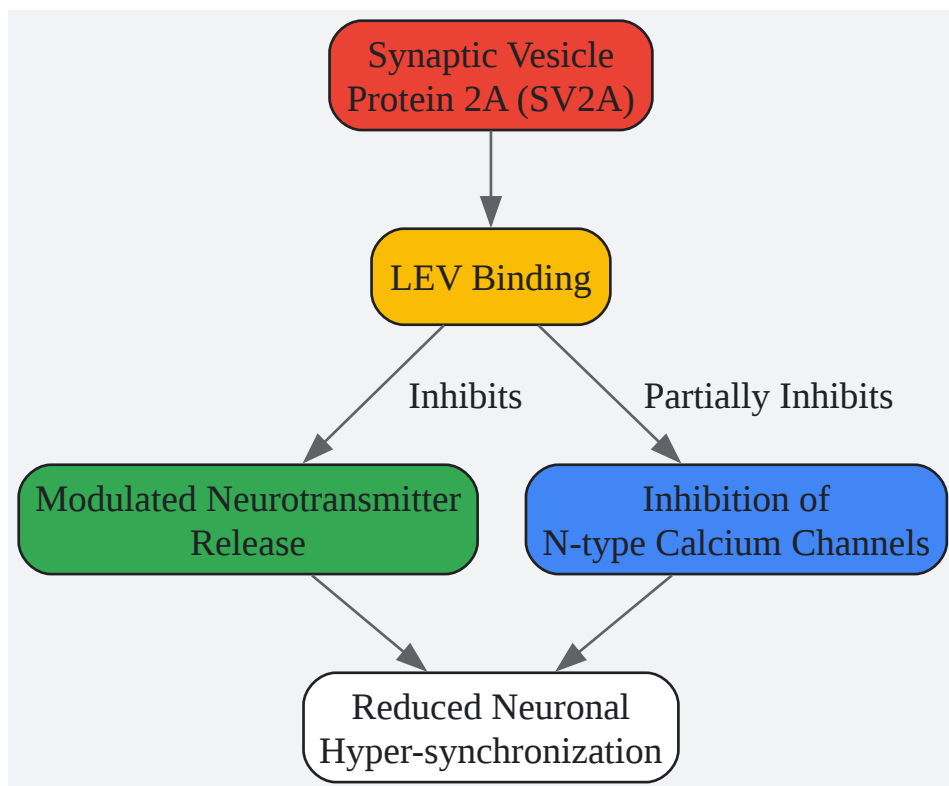 Synaptic Vesicle
Protein 2A (SV2A)
LEV Binding
Inhibits
Partially Inhibits
Modulated Neurotransmitter
Release
Inhibition of
N-type Calcium Channels
Reduced Neuronal
Hyper-synchronization